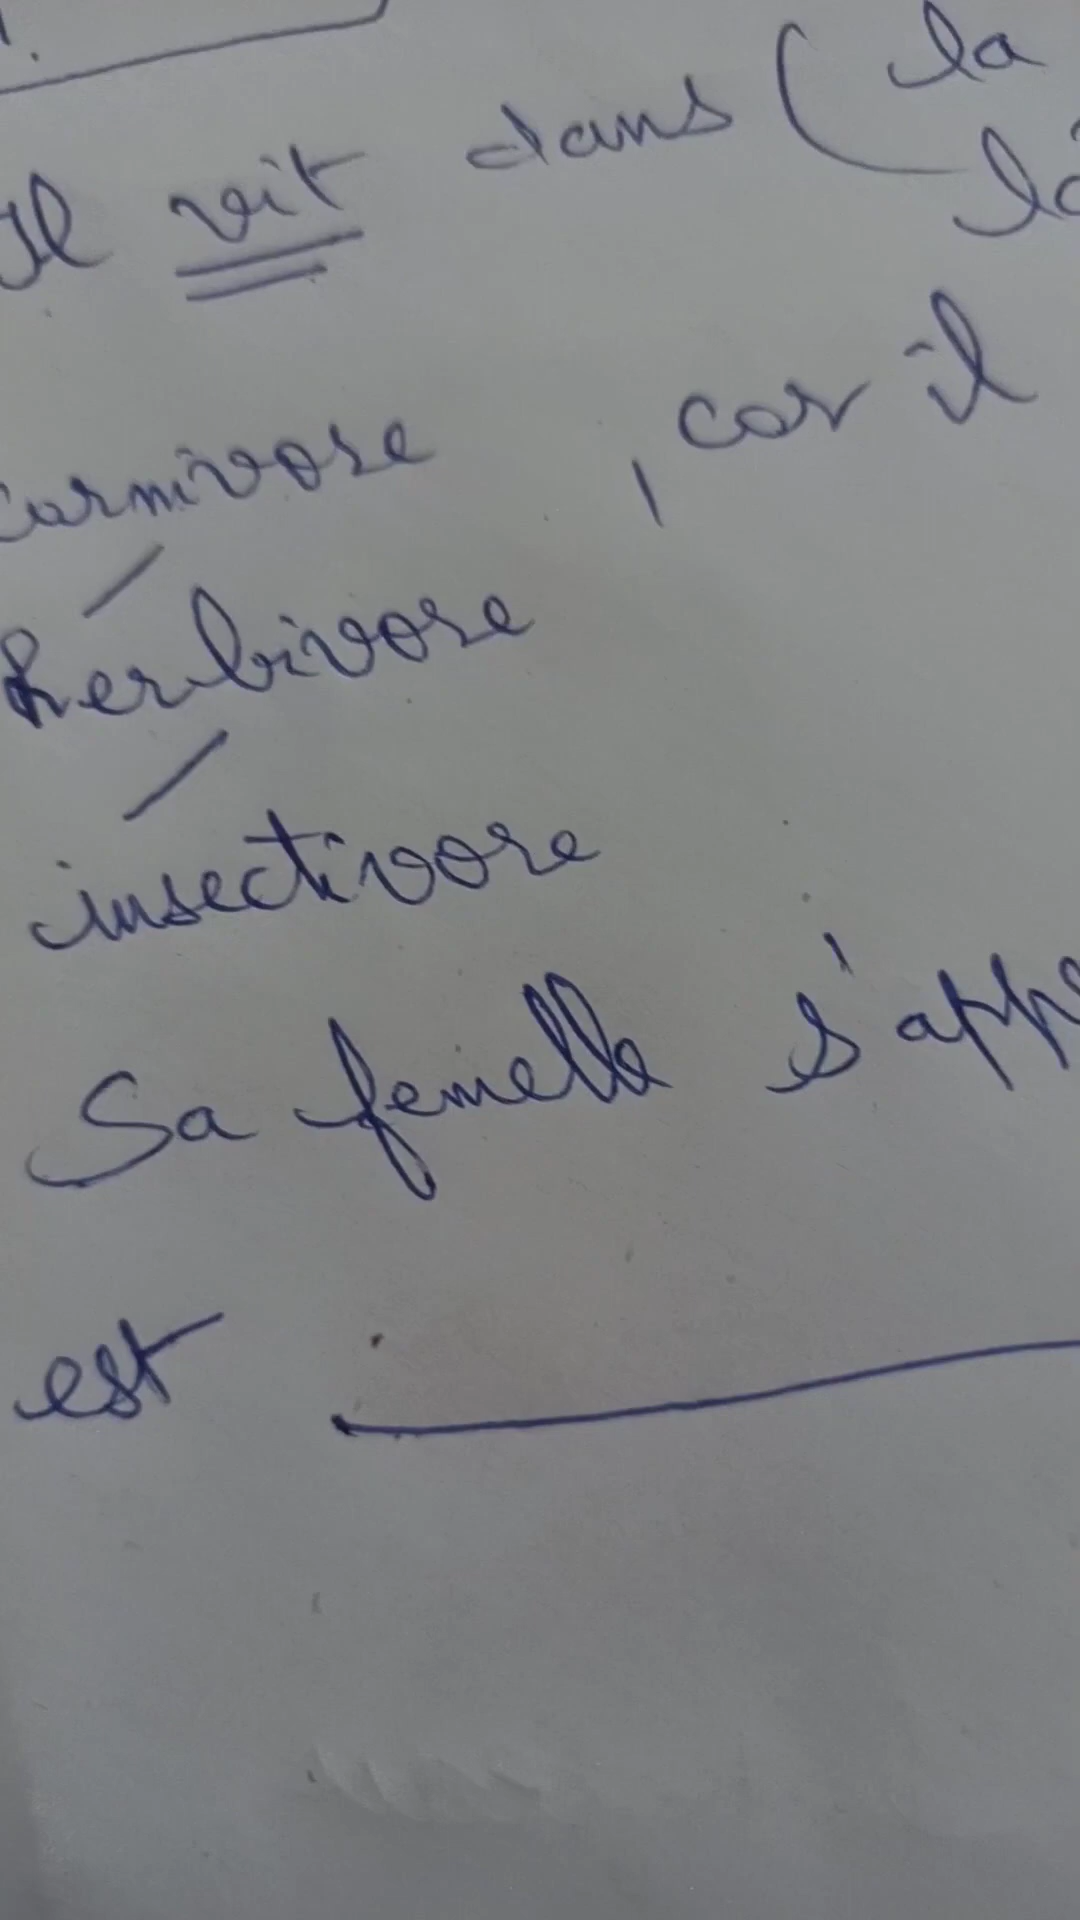 Il vit dans ( la
carnivore , car il
/
herbivore
/
insectivore
Sa femelle s'app
est